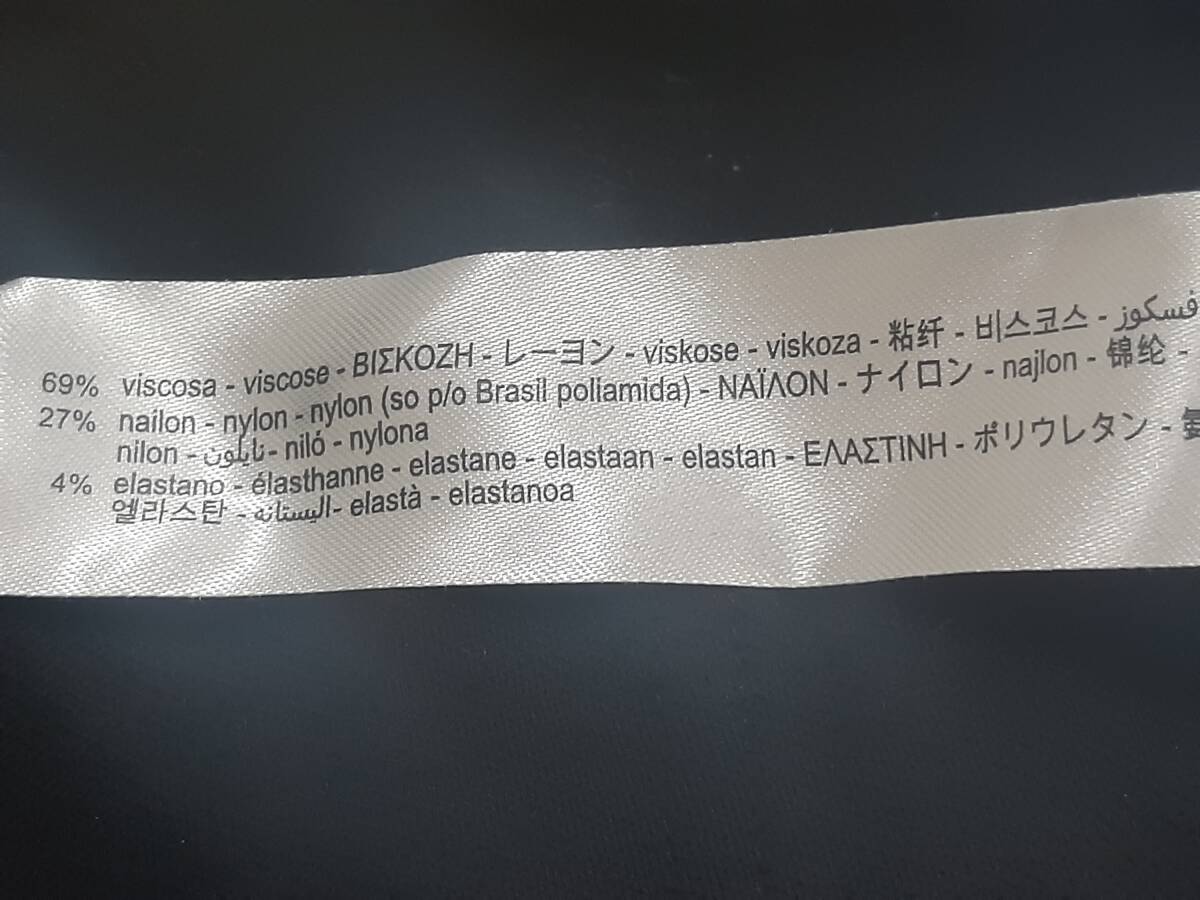 69% viscosa - viscose - ΒΙΣΚΟΖΗ - レーヨン - viskose - viskoza - 粘纤 - 비스코스 - فسكوز
27% naílon - nylon - nylon (so p/o Brasil poliamida) - ΝΑΪΛΟΝ - ナイロン - najlon - 锦纶 -
nilon - نايلون - niló - nylona
4% elastano - élasthanne - elastane - elastaan - elastan - ΕΛΑΣΤΙΝΗ - ポリウレタン -
엘라스탄 - اليستانه - elastà - elastanoa